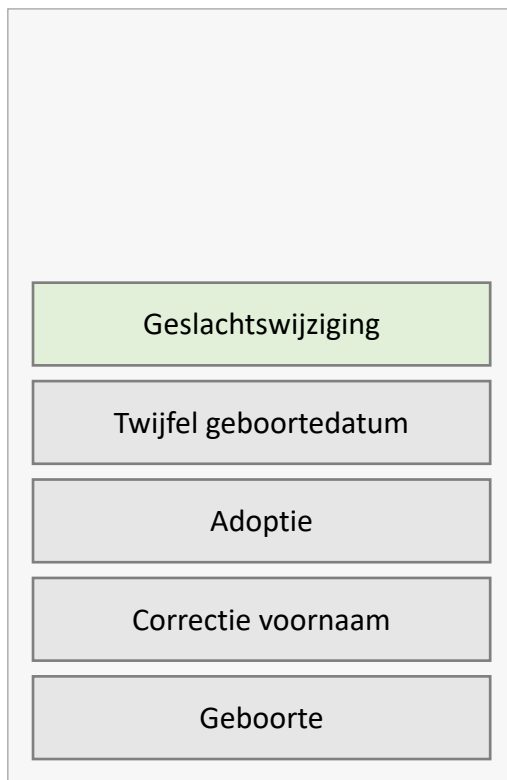 Geslachtswijziging
Twijfel geboortedatum
Adoptie
Correctie voornaam
Geboorte